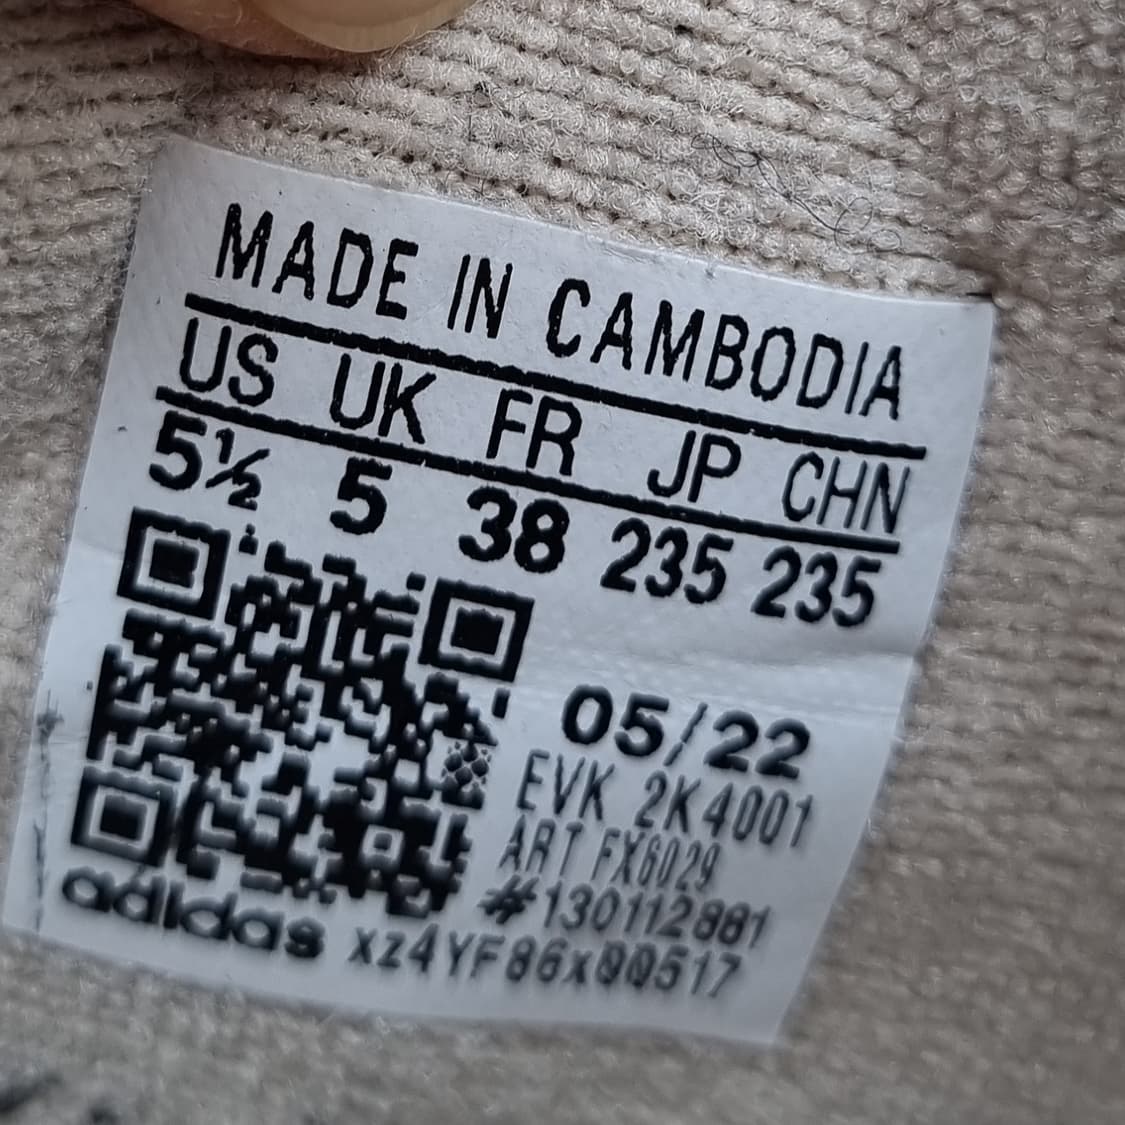 MADE IN CAMBODIA
US UK FR JP CHN
5½ 5 38 235 235
05/22
EVK 2K4001
ART FX6029
#130112881
adidas